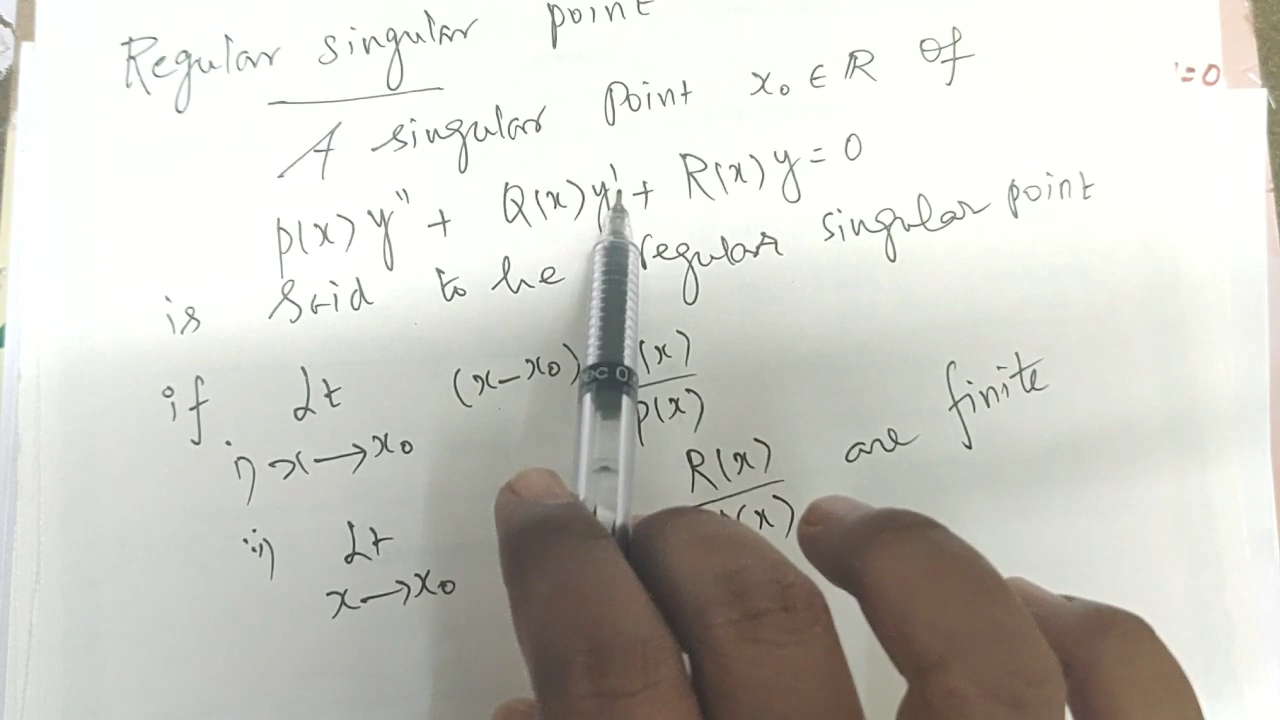 Regular singular point
A singular point x₀ ∈ ℝ of
p(x) y'' + Q(x) y' + R(x) y = 0
is said to be regular singular point
if Lt (x-x₀) (x)/p(x)
i) x→x₀
R(x)/(x) are finite
ii) Lt
x→x₀
=0